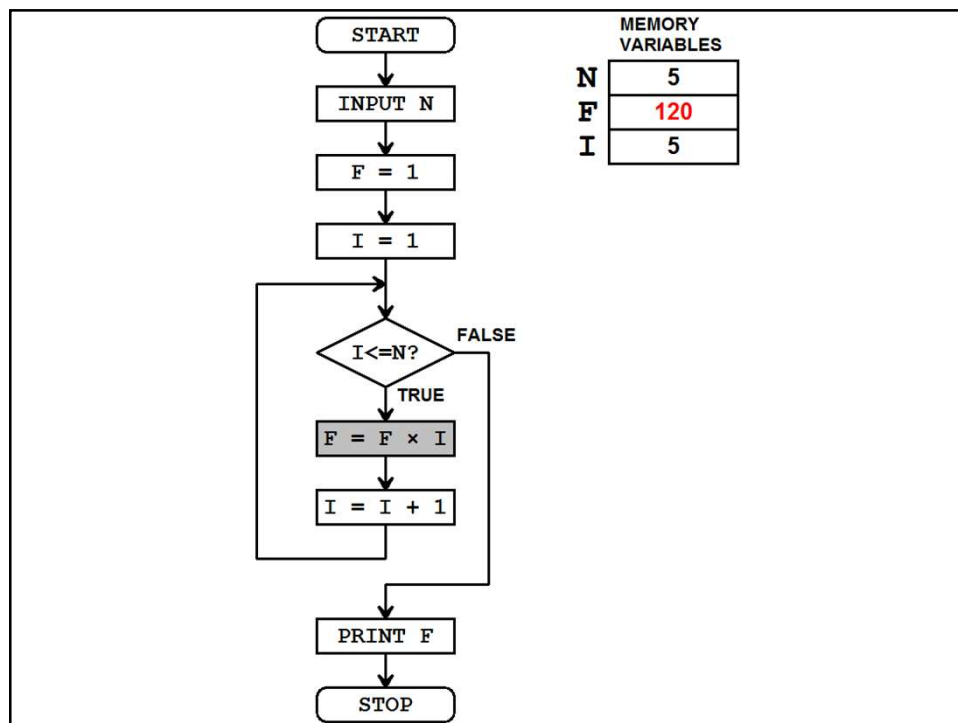 START
INPUT N
F = 1
I = 1
I<=N?
FALSE
TRUE
F = F × I
I = I + 1
PRINT F
STOP
MEMORY
VARIABLES
N 5
F 120
I 5